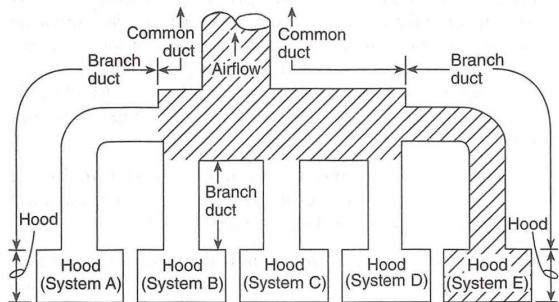 Common
duct
Common
duct
Branch
duct
Airflow
Branch
duct
Branch
duct
Hood
Hood
Hood
(System A)
Hood
(System B)
Hood
(System C)
Hood
(System D)
Hood
(System E)